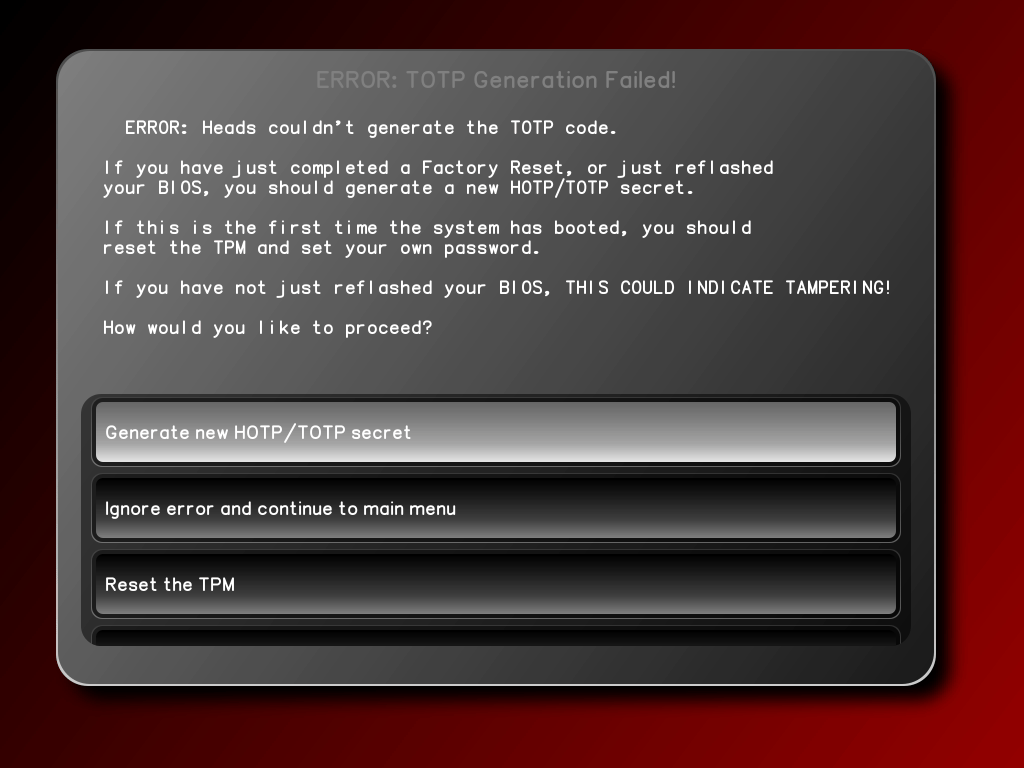 ERROR: TOTP Generation Failed!
ERROR: Heads couldn't generate the TOTP code.
If you have just completed a Factory Reset, or just reflashed
your BIOS, you should generate a new HOTP/TOTP secret.
If this is the first time the system has booted, you should
reset the TPM and set your own password.
If you have not just reflashed your BIOS, THIS COULD INDICATE TAMPERING!
How would you like to proceed?
Generate new HOTP/TOTP secret
Ignore error and continue to main menu
Reset the TPM